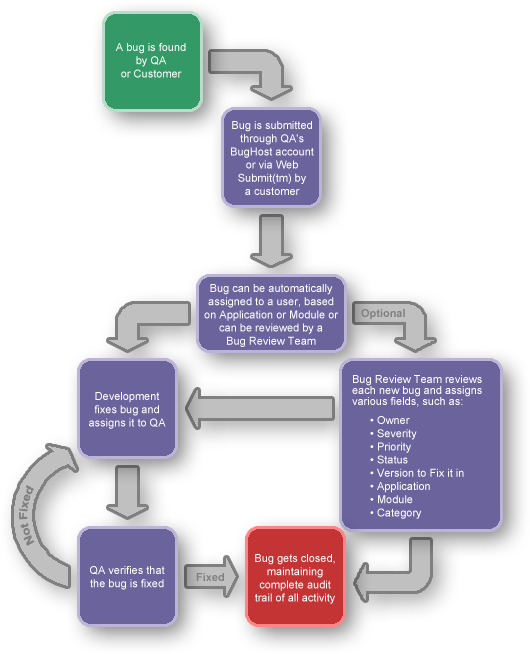 A bug is found
by QA
or Customer
Bug is submitted
through QA's
BugHost account
or via Web
Submit(tm) by
a customer
Bug can be automatically
assigned to a user, based
on Application or Module or
can be reviewed by a
Bug Review Team
Optional
Bug Review Team reviews
each new bug and assigns
various fields, such as:
• Owner
• Severity
• Priority
• Status
• Version to Fix it in
• Application
• Module
• Category
Development
fixes bug and
assigns it to QA
Not Fixed
QA verifies that
the bug is fixed
Fixed
Bug gets closed,
maintaining
complete audit
trail of all activity